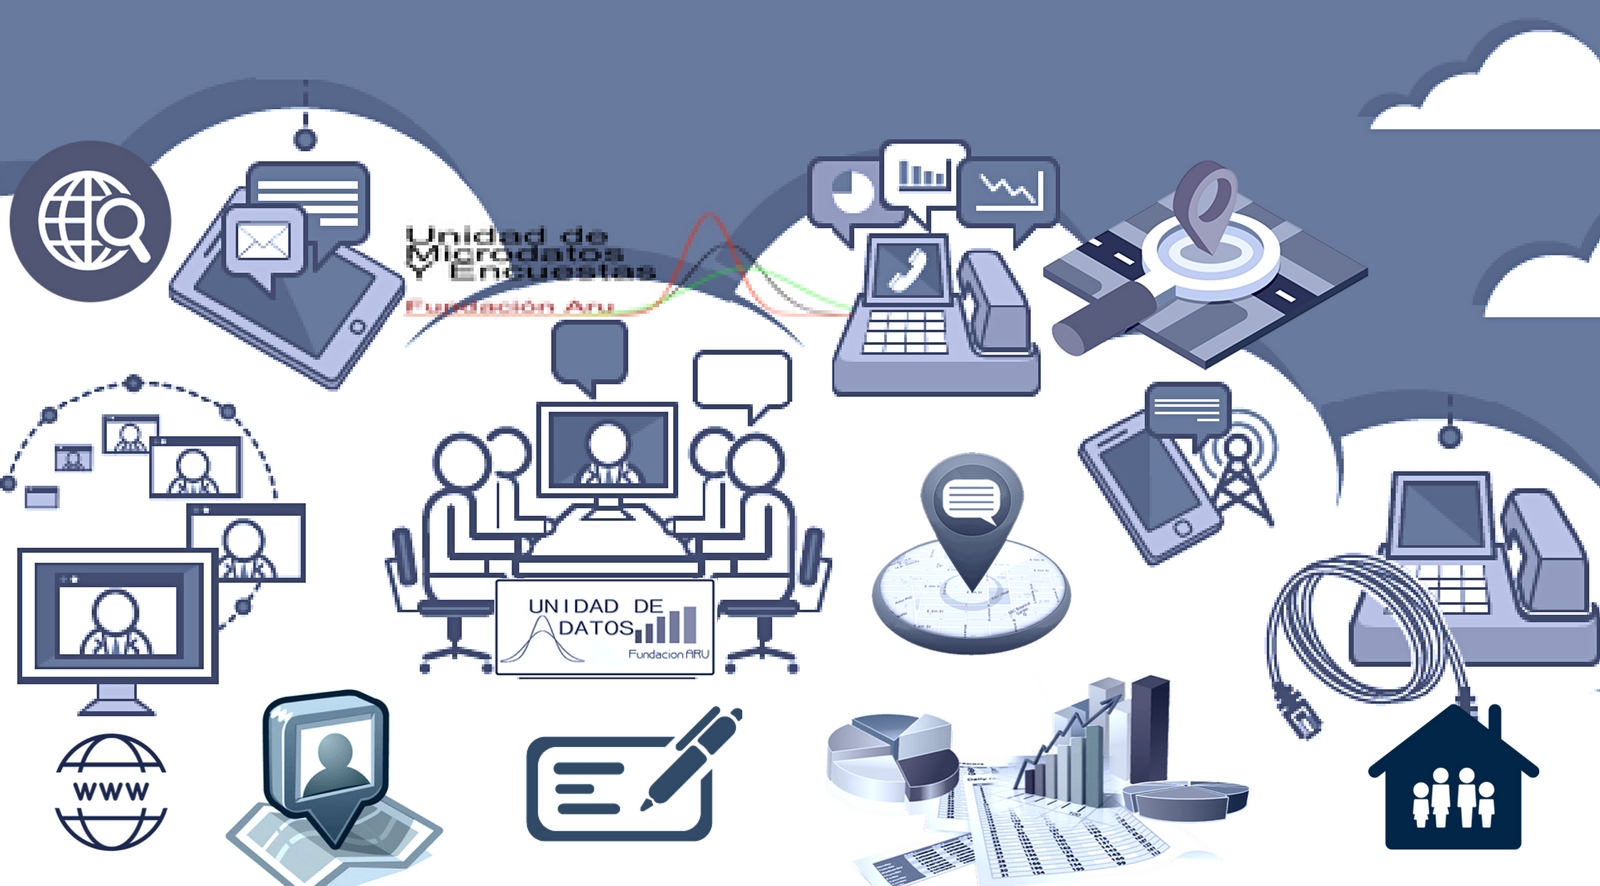 Unidad de
Microdatos
Y Encuestas
Fundación Aru
UNIDAD DE
DATOS
Fundacion ARU
www